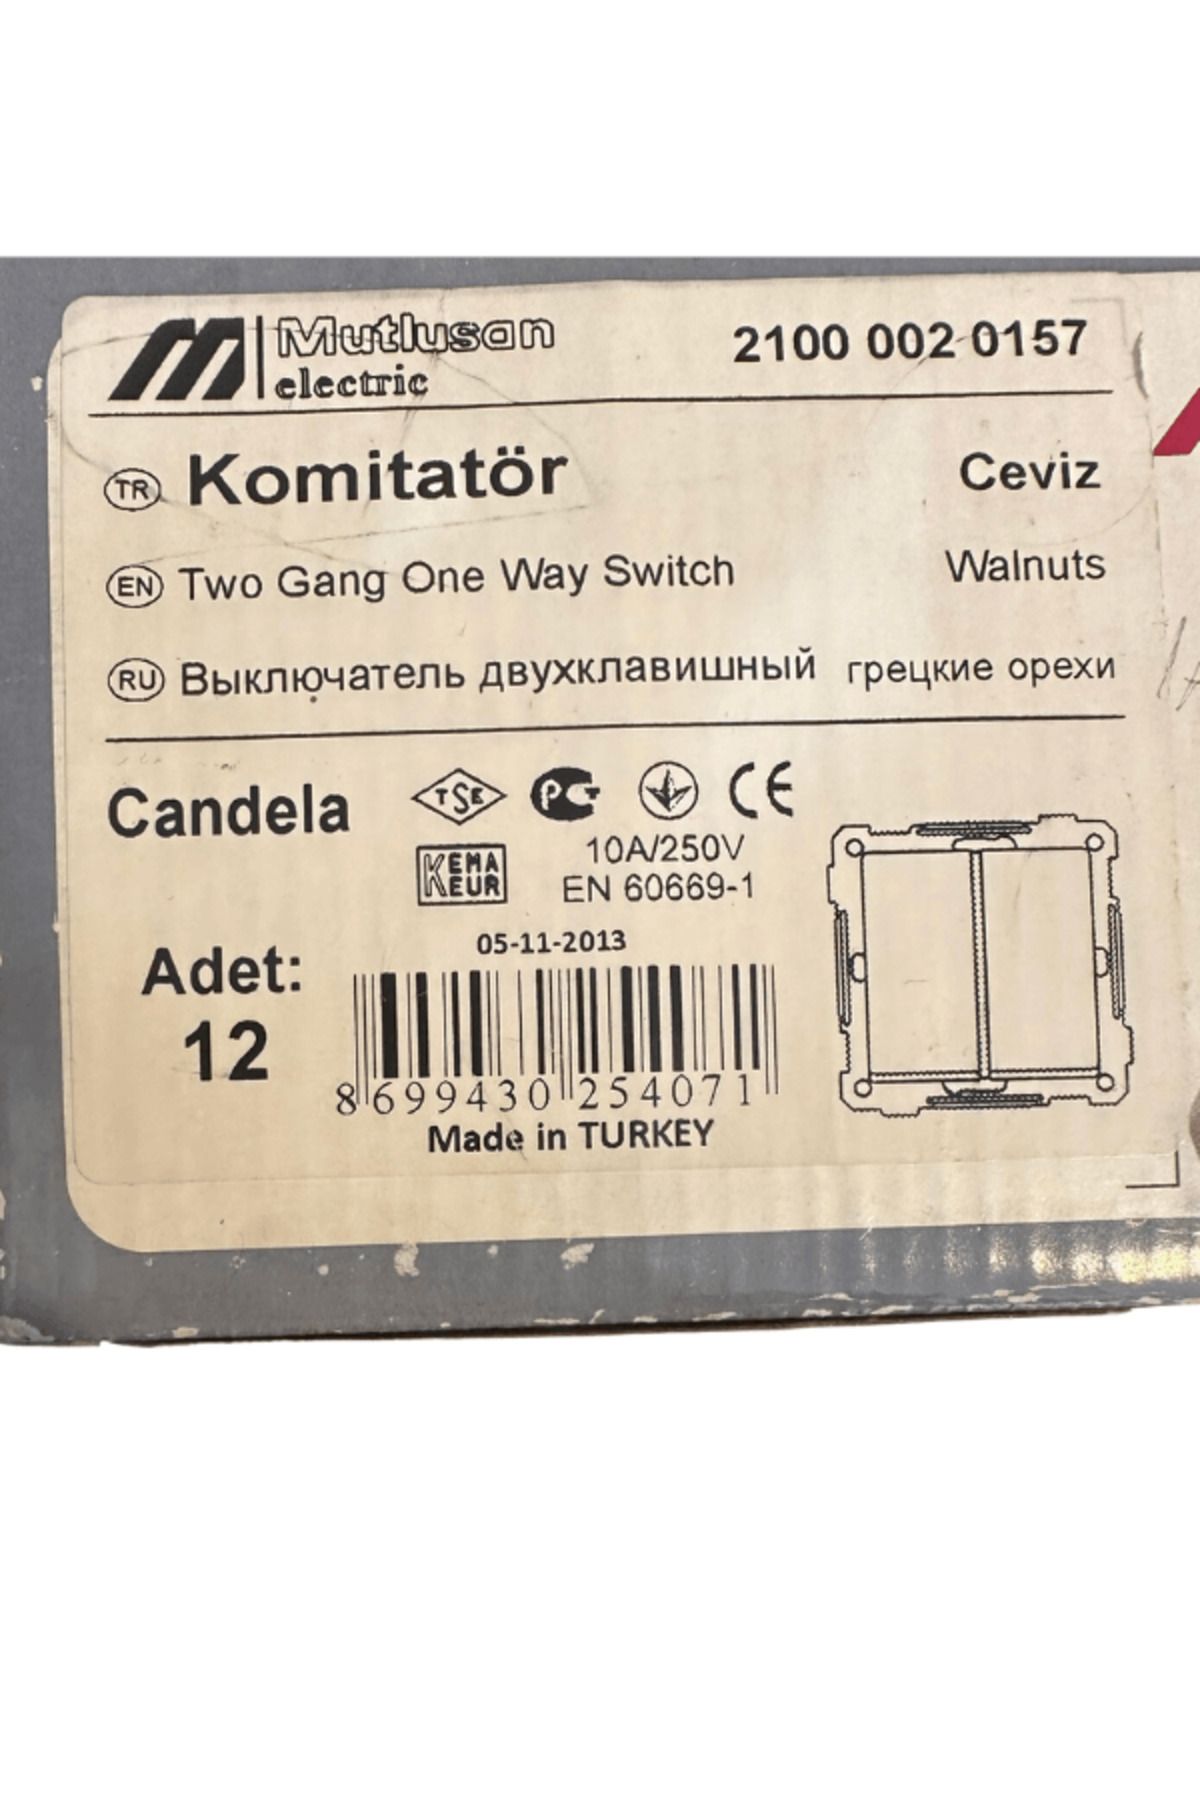 Mutlusan
electric
2100 002 0157
TR Komitatör Ceviz
EN Two Gang One Way Switch Walnuts
RU Выключатель двухклавишный грецкие орехи
Candela
TSE PCT CE
KEMA
KEUR
10A/250V
EN 60669-1
05-11-2013
Adet:
12
8 699430 254071
Made in TURKEY